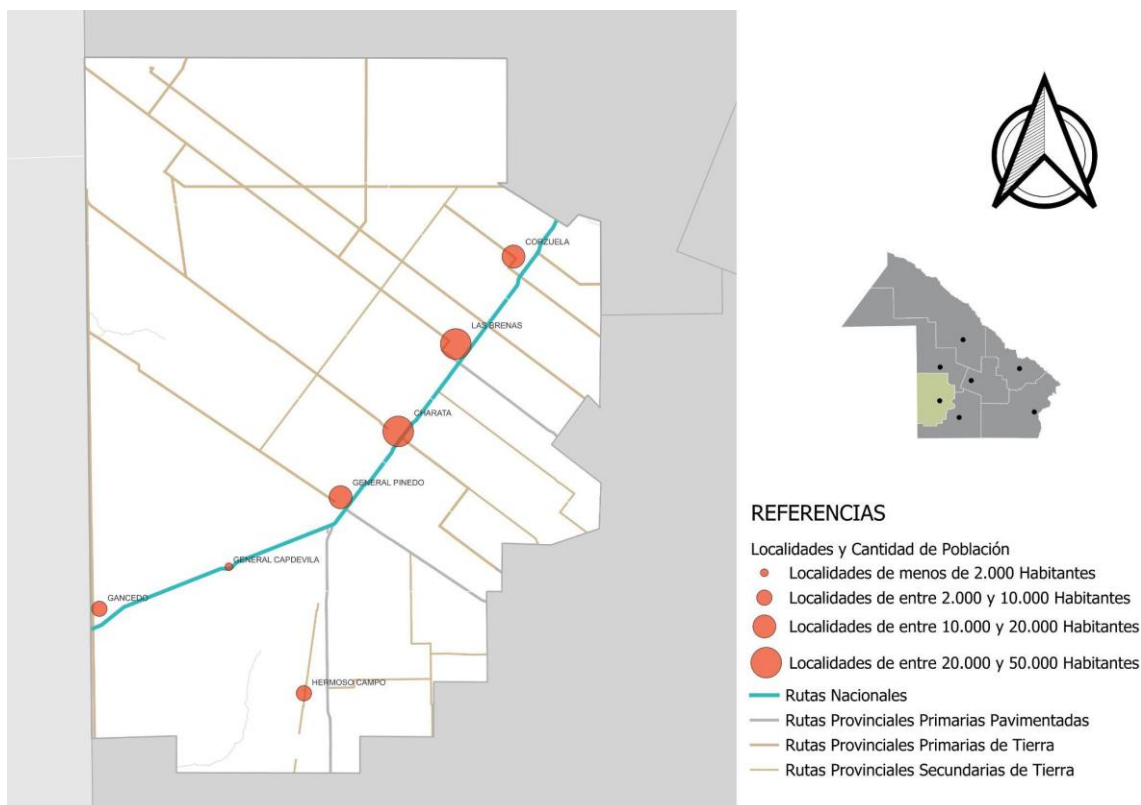 CORZUELA
LAS BREÑAS
CHARATA
GENERAL PINEDO
GENERAL CAPDEVILA
GANCEDO
HERMOSO CAMPO
REFERENCIAS
Localidades y Cantidad de Población
Localidades de menos de 2.000 Habitantes
Localidades de entre 2.000 y 10.000 Habitantes
Localidades de entre 10.000 y 20.000 Habitantes
Localidades de entre 20.000 y 50.000 Habitantes
Rutas Nacionales
Rutas Provinciales Primarias Pavimentadas
Rutas Provinciales Primarias de Tierra
Rutas Provinciales Secundarias de Tierra